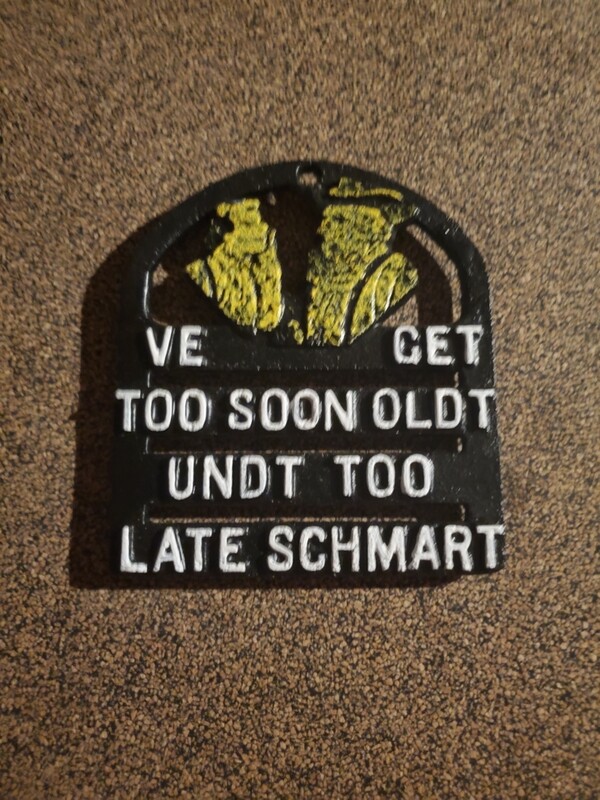 VE GET
TOO SOON OLDT
UNDT TOO
LATE SCHMART